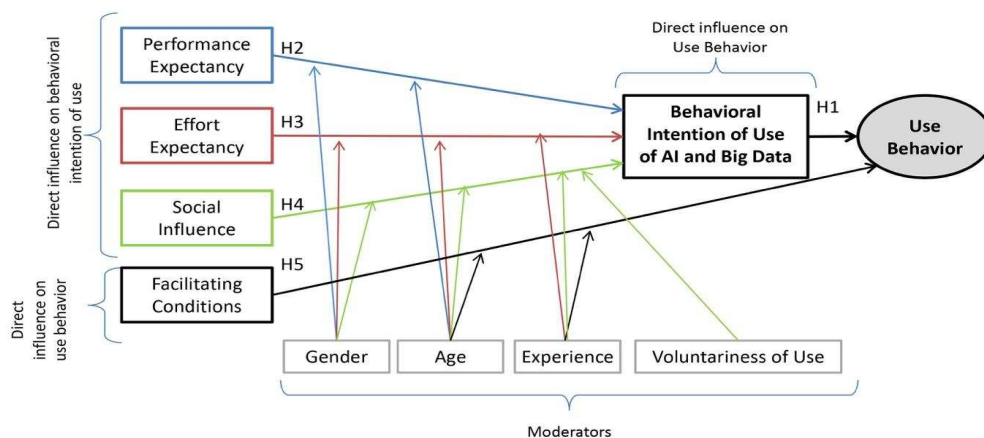 Direct influence on
Use Behavior
Direct influence on behavioral
intention of use
Performance
Expectancy
H2
Effort
Expectancy
H3
Social
Influence
H4
Behavioral
Intention of Use
of AI and Big Data
H1
Use
Behavior
Direct
influence on
use behavior
Facilitating
Conditions
H5
Gender
Age
Experience
Voluntariness of Use
Moderators